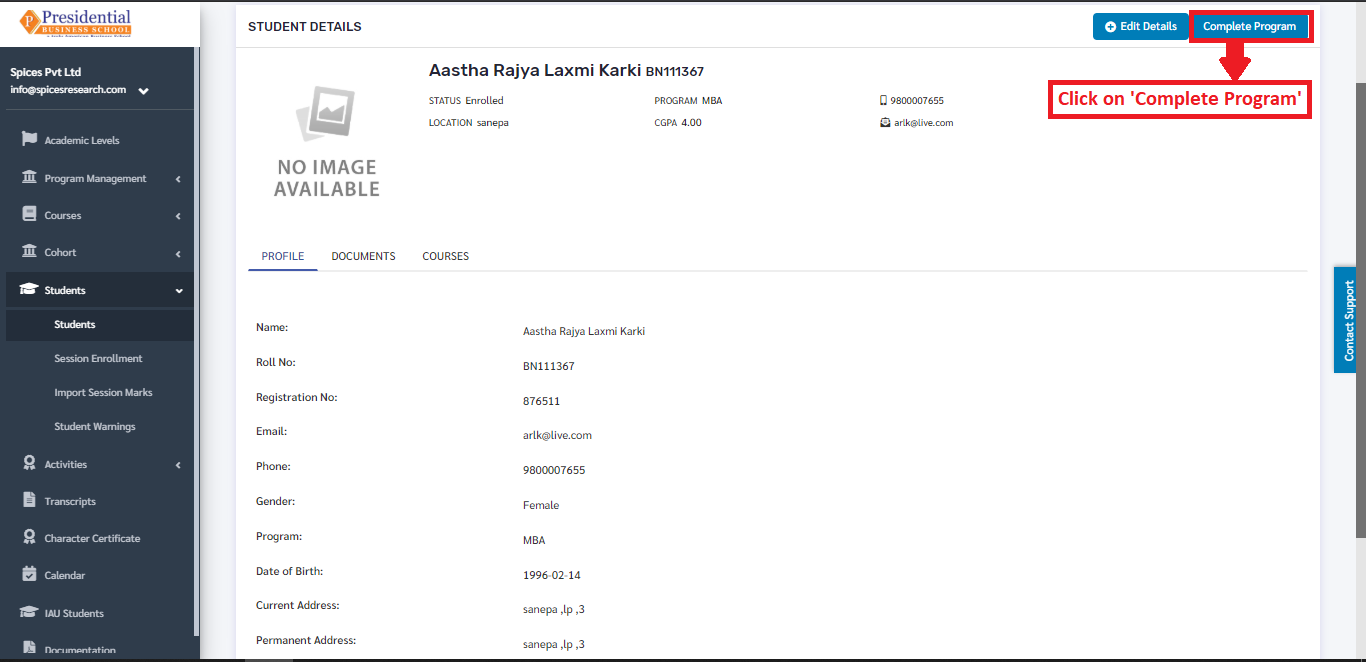 Presidential
BUSINESS SCHOOL
STUDENT DETAILS
Edit Details
Complete Program
Click on 'Complete Program'
Spices Pvt Ltd
info@spicesresearch.com
Academic Levels
Program Management
Courses
Cohort
Students
Students
Session Enrollment
Import Session Marks
Student Warnings
Activities
Transcripts
Character Certificate
Calendar
IAU Students
Documentation
NO IMAGE
AVAILABLE
Aastha Rajya Laxmi Karki BN111367
STATUS Enrolled PROGRAM MBA 9800007655
LOCATION sanepa CGPA 4.00 arlk@live.com
PROFILE DOCUMENTS COURSES
Name: Aastha Rajya Laxmi Karki
Roll No: BN111367
Registration No: 876511
Email: arlk@live.com
Phone: 9800007655
Gender: Female
Program: MBA
Date of Birth: 1996-02-14
Current Address: sanepa ,lp ,3
Permanent Address: sanepa ,lp ,3
Contact Support